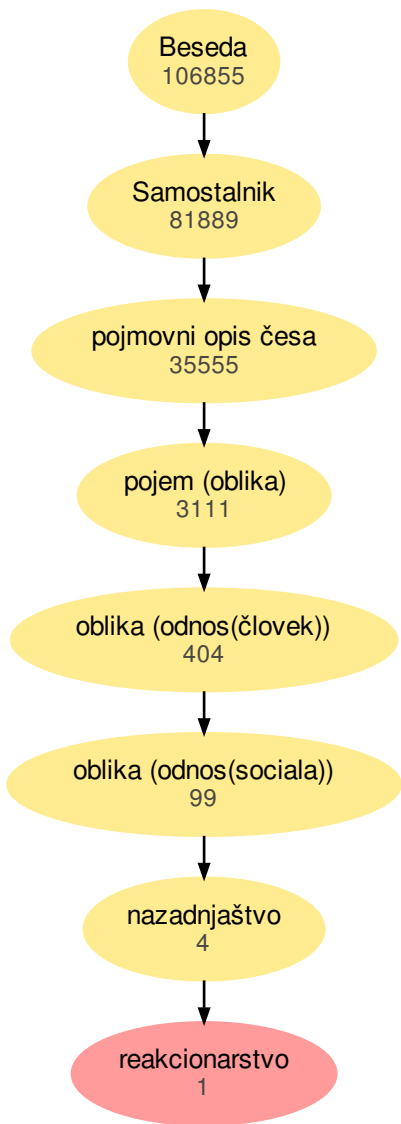 Beseda
106855
Samostalnik
81889
pojmovni opis česa
35555
pojem (oblika)
3111
oblika (odnos(človek))
404
oblika (odnos(sociala))
99
nazadnjaštvo
4
reakcionarstvo
1